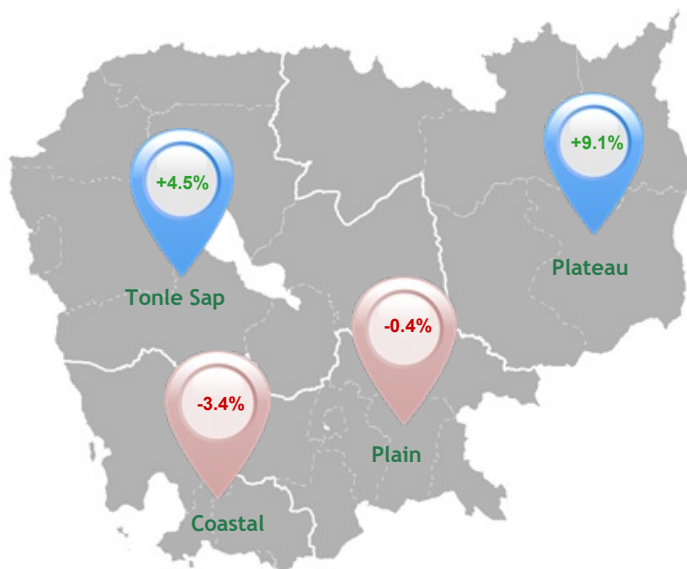 +9.1%
Plateau
+4.5%
Tonle Sap
-0.4%
Plain
-3.4%
Coastal